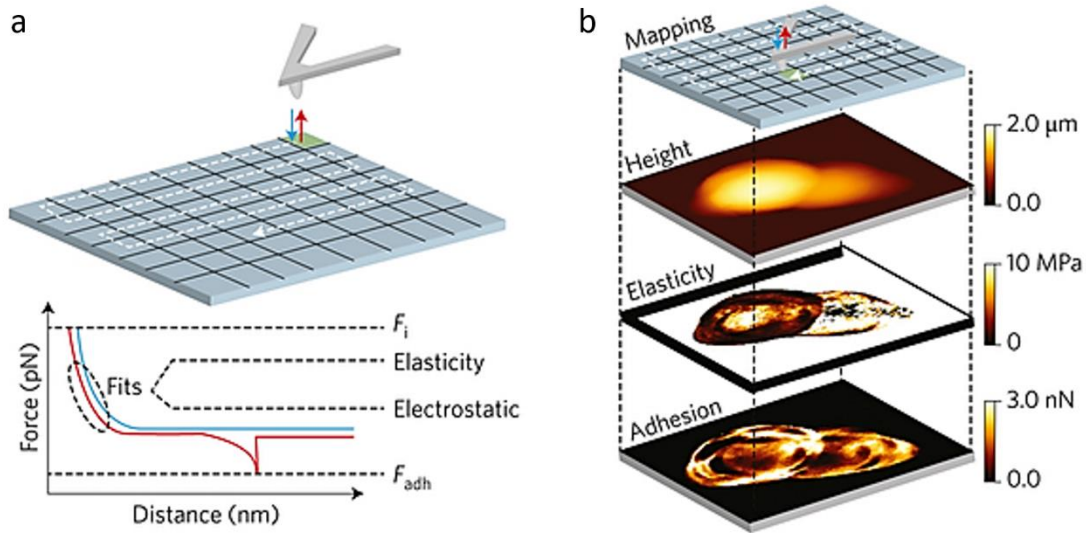 a
Force (pN)
Fits
Fi
Elasticity
Electrostatic
Fadh
Distance (nm)
b
Mapping
Height
2.0 μm
0.0
Elasticity
10 MPa
0
Adhesion
3.0 nN
0.0